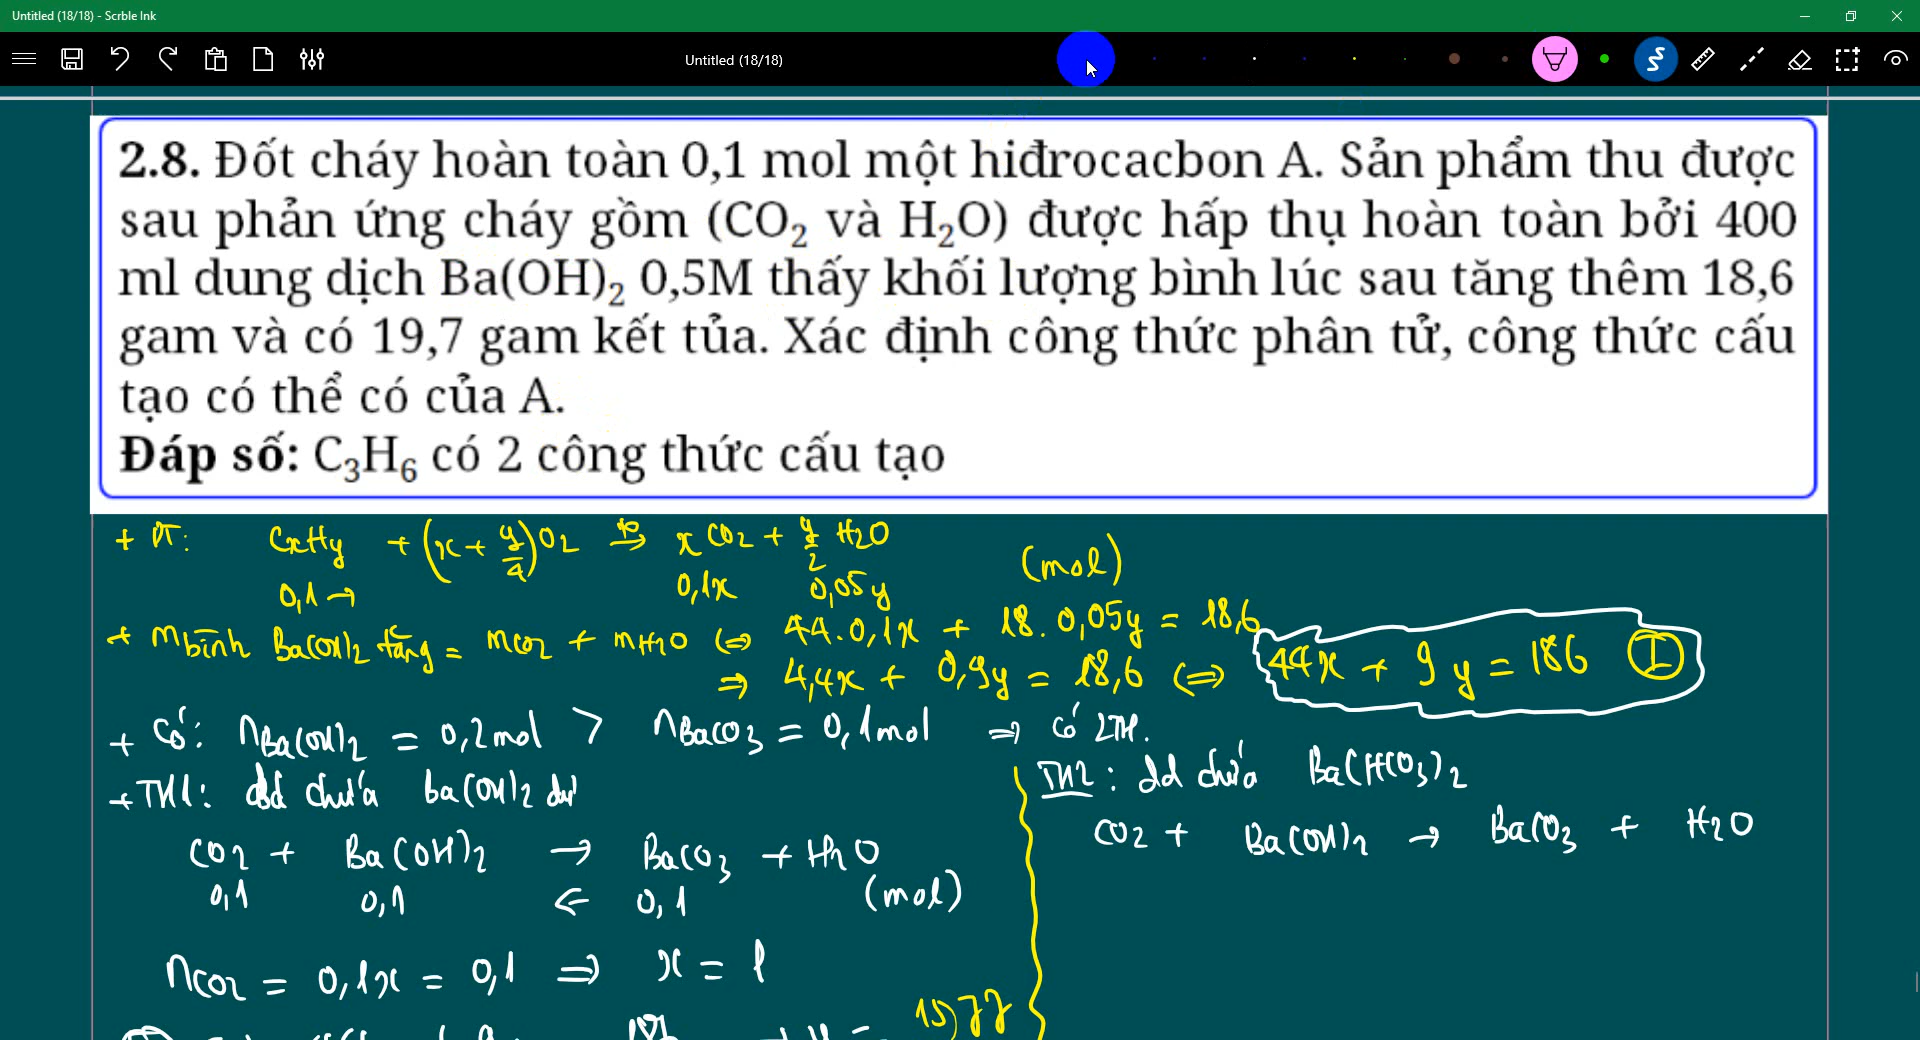 Untitled (18/18) - Scrble Ink
Untitled (18/18)
2.8. Đốt cháy hoàn toàn 0,1 mol một hiđrocacbon A. Sản phẩm thu được
sau phản ứng cháy gồm (CO₂ và H₂O) được hấp thụ hoàn toàn bởi 400
ml dung dịch Ba(OH)₂ 0,5M thấy khối lượng bình lúc sau tăng thêm 18,6
gam và có 19,7 gam kết tủa. Xác định công thức phân tử, công thức cấu
tạo có thể có của A.
Đáp số: C₃H₆ có 2 công thức cấu tạo
+ PT: CxHy + (x + y/4)O₂ → xCO₂ + y/2 H₂O
0,1 → 0,1x 0,05y (mol)
+ m bình Ba(OH)₂ tăng = mCO₂ + mH₂O ⇔ 44.0,1x + 18.0,05y = 18,6
⇒ 4,4x + 0,9y = 18,6 ⇔ 44x + 9y = 186 (I)
+ Có: nBa(OH)₂ = 0,2mol > nBaCO₃ = 0,1mol ⇒ có 2TH.
+ TH1: dd chứa Ba(OH)₂ dư
CO₂ + Ba(OH)₂ → BaCO₃ + H₂O
0,1 0,1 ← 0,1 (mol)
nCO₂ = 0,1x = 0,1 ⇒ x = 1
15,77
TH2: dd chứa Ba(HCO₃)₂
CO₂ + Ba(OH)₂ → BaCO₃ + H₂O